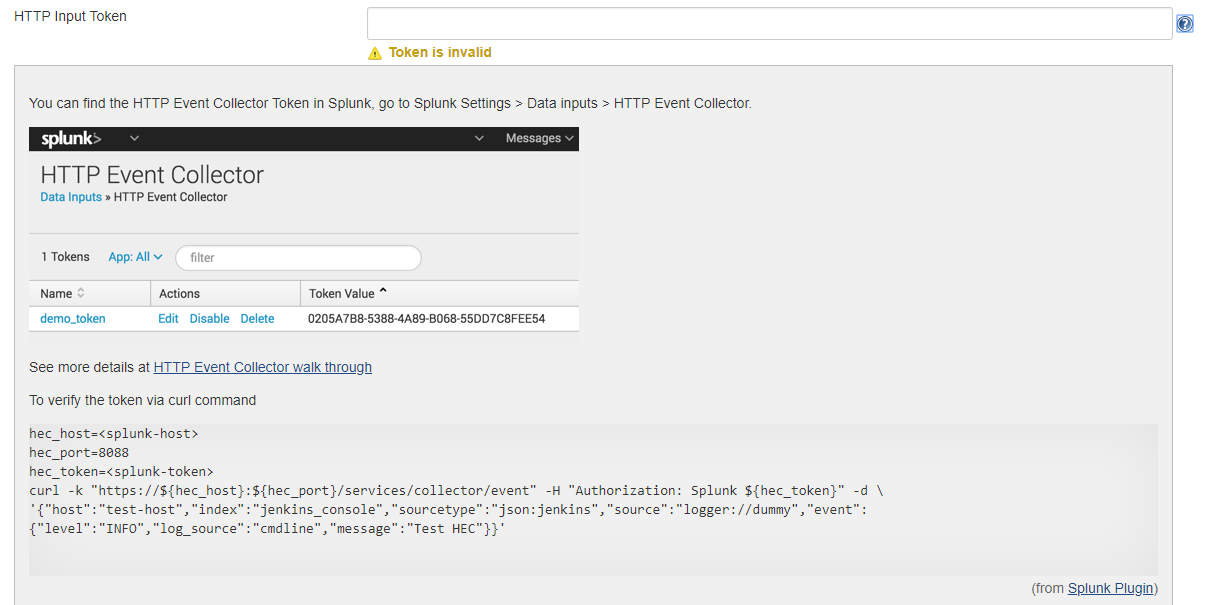 HTTP Input Token
Token is invalid
You can find the HTTP Event Collector Token in Splunk, go to Splunk Settings > Data inputs > HTTP Event Collector.
splunk> Messages
HTTP Event Collector
Data Inputs » HTTP Event Collector
1 Tokens App: All filter
Name Actions Token Value
demo_token Edit Disable Delete 0205A7B8-5388-4A89-B068-55DD7C8FEE54
See more details at HTTP Event Collector walk through
To verify the token via curl command
hec_host=<splunk-host>
hec_port=8088
hec_token=<splunk-token>
curl -k "https://${hec_host}:${hec_port}/services/collector/event" -H "Authorization: Splunk ${hec_token}" -d \
'{"host":"test-host","index":"jenkins_console","sourcetype":"json:jenkins","source":"logger://dummy","event":
{"level":"INFO","log_source":"cmdline","message":"Test HEC"}}'
(from Splunk Plugin)